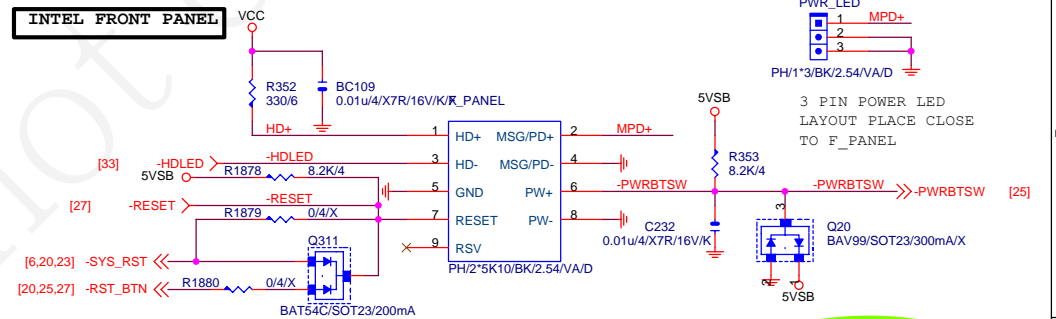 INTEL FRONT PANEL
VCC
PWR_LED
1 MPD+
2
3
PH/1*3/BK/2.54/VA/D
R352
330/6
BC109
0.01u/4/X7R/16V/K/X
F_PANEL
5VSB
3 PIN POWER LED
LAYOUT PLACE CLOSE
TO F_PANEL
HD+
1 HD+ MSG/PD+ 2 MPD+
[33] -HDLED -HDLED 3 HD- MSG/PD- 4
R353
8.2K/4
5VSB R1878 8.2K/4
5 GND PW+ 6 -PWRBTSW -PWRBTSW -PWRBTSW [25]
[27] -RESET -RESET
R1879 0/4/X
7 RESET PW- 8
C232
0.01u/4/X7R/16V/K
3
Q20
BAV99/SOT23/300mA/X
Q311
9 RSV
[6,20,23] -SYS_RST
PH/2*5K10/BK/2.54/VA/D
[20,25,27] -RST_BTN R1880 0/4/X
2
1
5VSB
BAT54C/SOT23/200mA